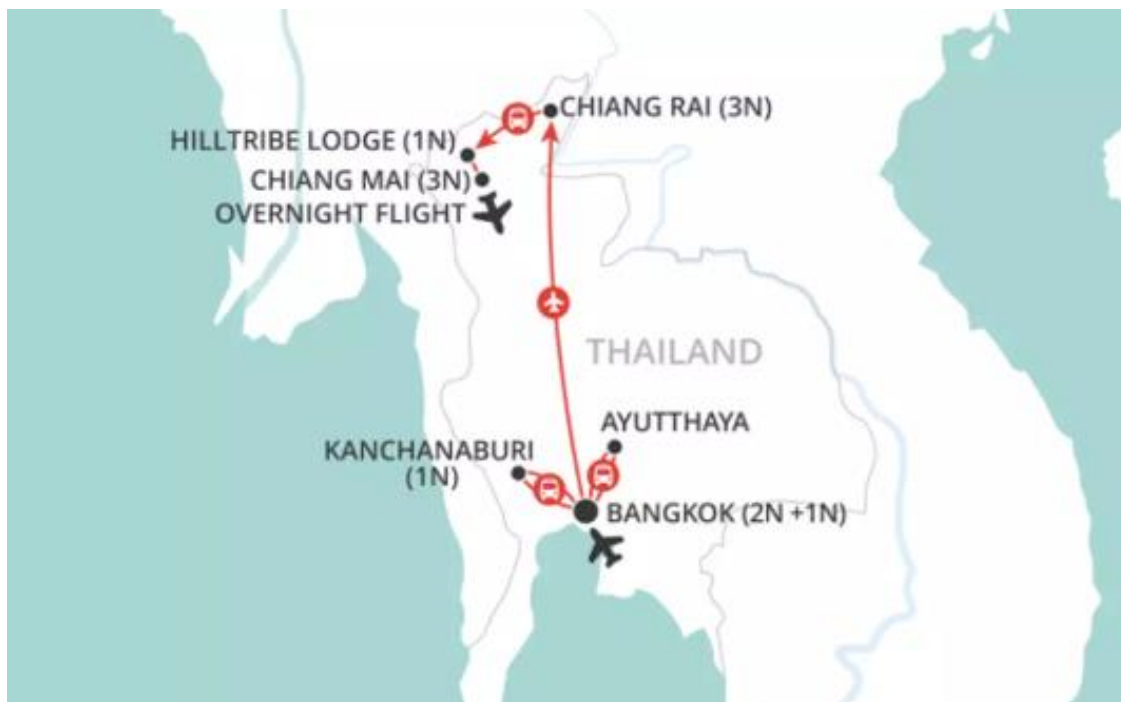 CHIANG RAI (3N)
HILLTRIBE LODGE (1N)
CHIANG MAI (3N)
OVERNIGHT FLIGHT
THAILAND
AYUTTHAYA
KANCHANABURI
(1N)
BANGKOK (2N +1N)